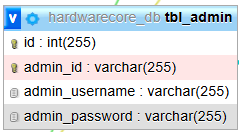 v hardwarecore_db tbl_admin
id : int(255)
admin_id : varchar(255)
admin_username : varchar(255)
admin_password : varchar(255)